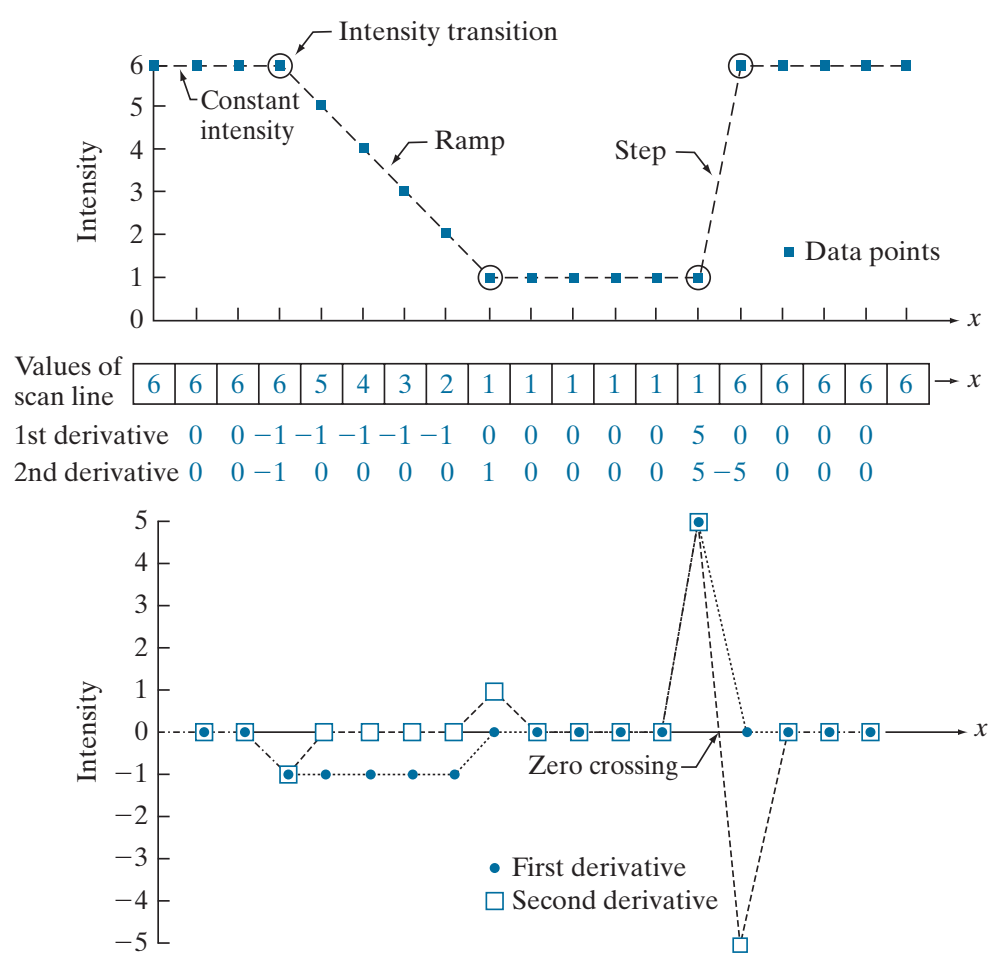 Intensity transition
6
Constant
intensity
5
4
Ramp
Step
3
2
Data points
1
0
x
Intensity
Values of
scan line
6 6 6 6 5 4 3 2 1 1 1 1 1 1 6 6 6 6 6
x
1st derivative 0 0 −1 −1 −1 −1 −1 0 0 0 0 0 5 0 0 0 0
2nd derivative 0 0 −1 0 0 0 0 1 0 0 0 0 5 −5 0 0 0
5
4
3
2
1
0
x
Zero crossing
−1
−2
−3
−4
−5
Intensity
First derivative
Second derivative